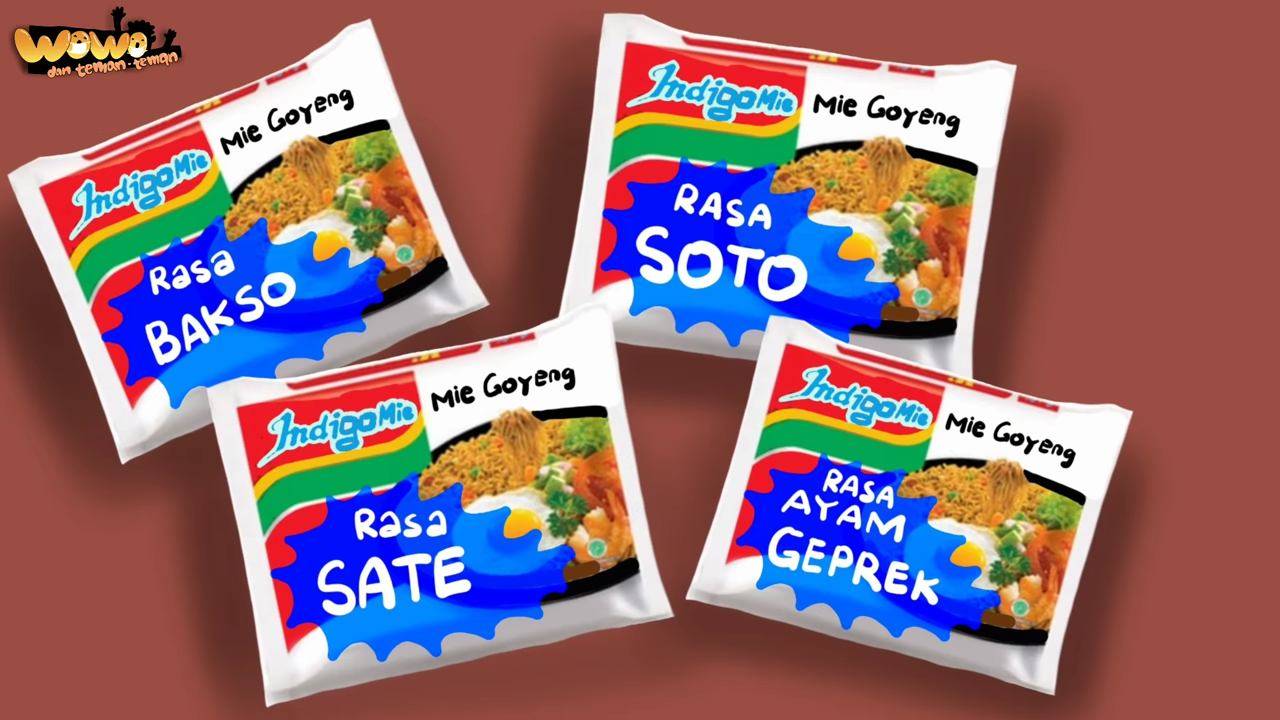 WOWO
dan teman-teman
IndigoMie
Mie Goyeng
Rasa
BAKSO
IndigoMie
Mie Goyeng
RASA
SOTO
IndigoMie
Mie Goyeng
Rasa
SATE
IndigoMie
Mie Goyeng
RASA
AYAM
GEPREK